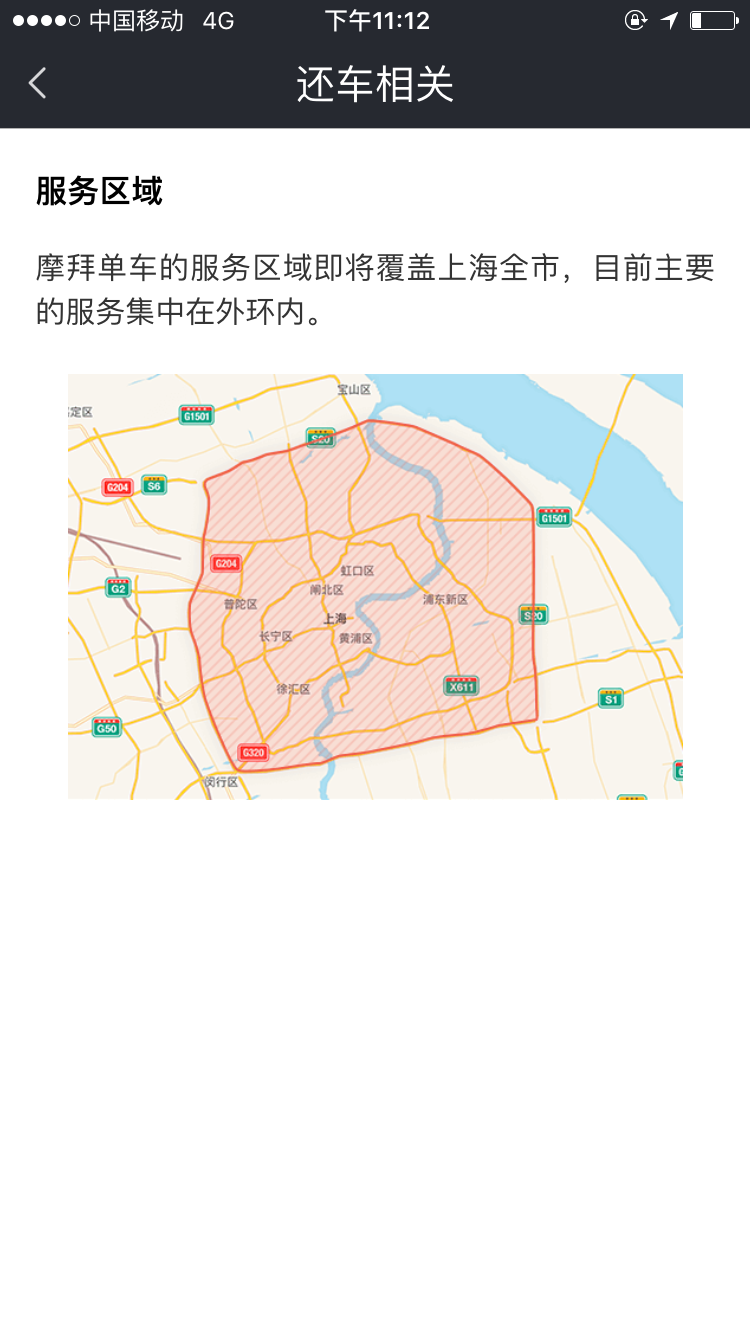 中国移动 4G 下午11:12
还车相关
服务区域
摩拜单车的服务区域即将覆盖上海全市，目前主要
的服务集中在外环内。
宝山区
定区
G1501
S20
G204
S6
G1501
G204
虹口区
G2
闸北区
普陀区
浦东新区
上海
S20
长宁区
黄浦区
徐汇区
X611
S1
G50
G320
闵行区